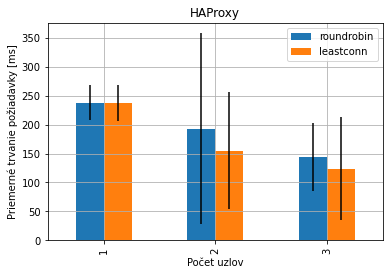 HAProxy
roundrobin
leastconn
Priemerné trvanie požiadavky [ms]
350
300
250
200
150
100
50
0
1
2
3
Počet uzlov